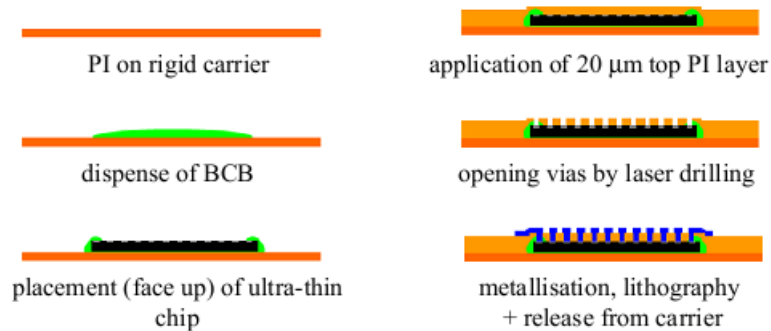 PI on rigid carrier
dispense of BCB
placement (face up) of ultra-thin
chip
application of 20 μm top PI layer
opening vias by laser drilling
metallisation, lithography
+ release from carrier